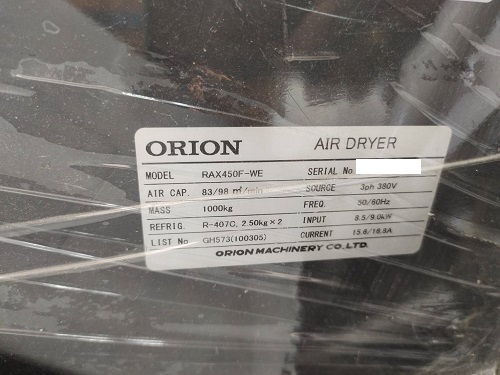 ORION AIR DRYER
MODEL RAX450F-WE SERIAL No.
AIR CAP. 83/98 m³/min SOURCE 3ph 380V
MASS 1000kg FREQ. 50/60Hz
REFRIG. R-407C, 2.50kg×2 INPUT 8.5/9.0kW
LIST No. GH573(100305) CURRENT 15.6/16.8A
ORION MACHINERY CO.,LTD.